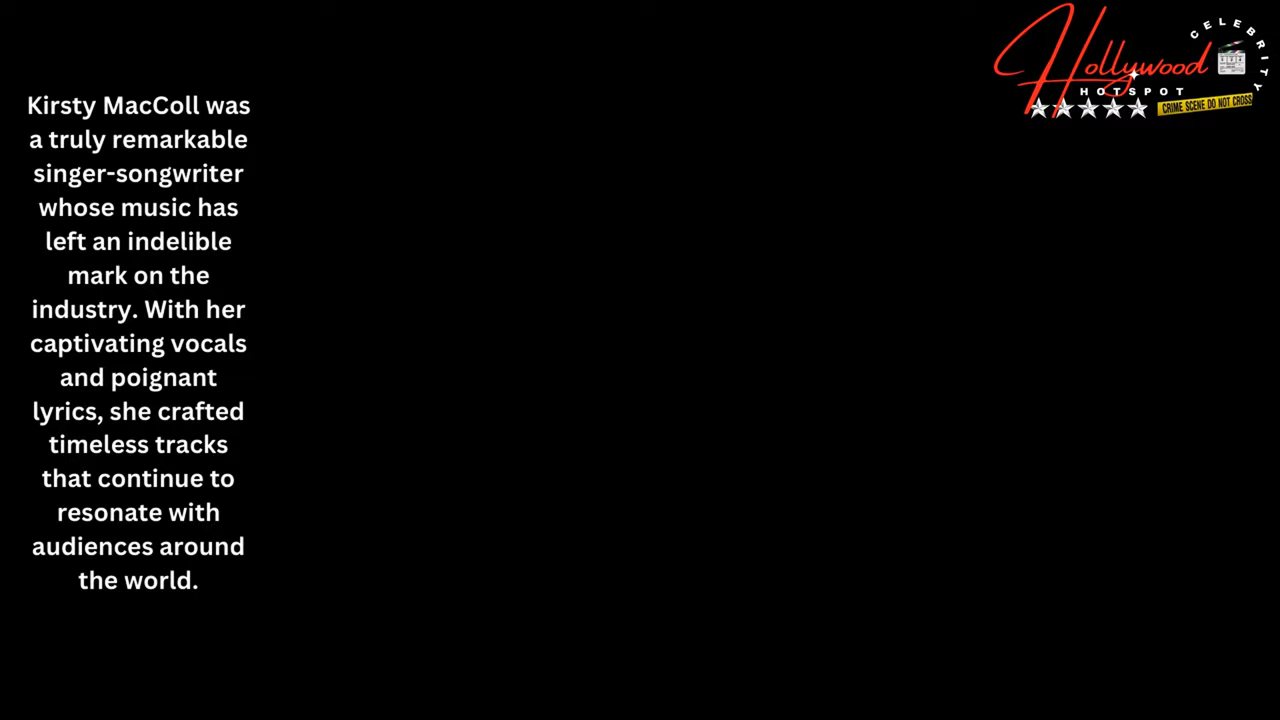 Kirsty MacColl was
a truly remarkable
singer-songwriter
whose music has
left an indelible
mark on the
industry. With her
captivating vocals
and poignant
lyrics, she crafted
timeless tracks
that continue to
resonate with
audiences around
the world.
Hollywood
CELEBRITY
HOTSPOT
CRIME SCENE DO NOT CROSS